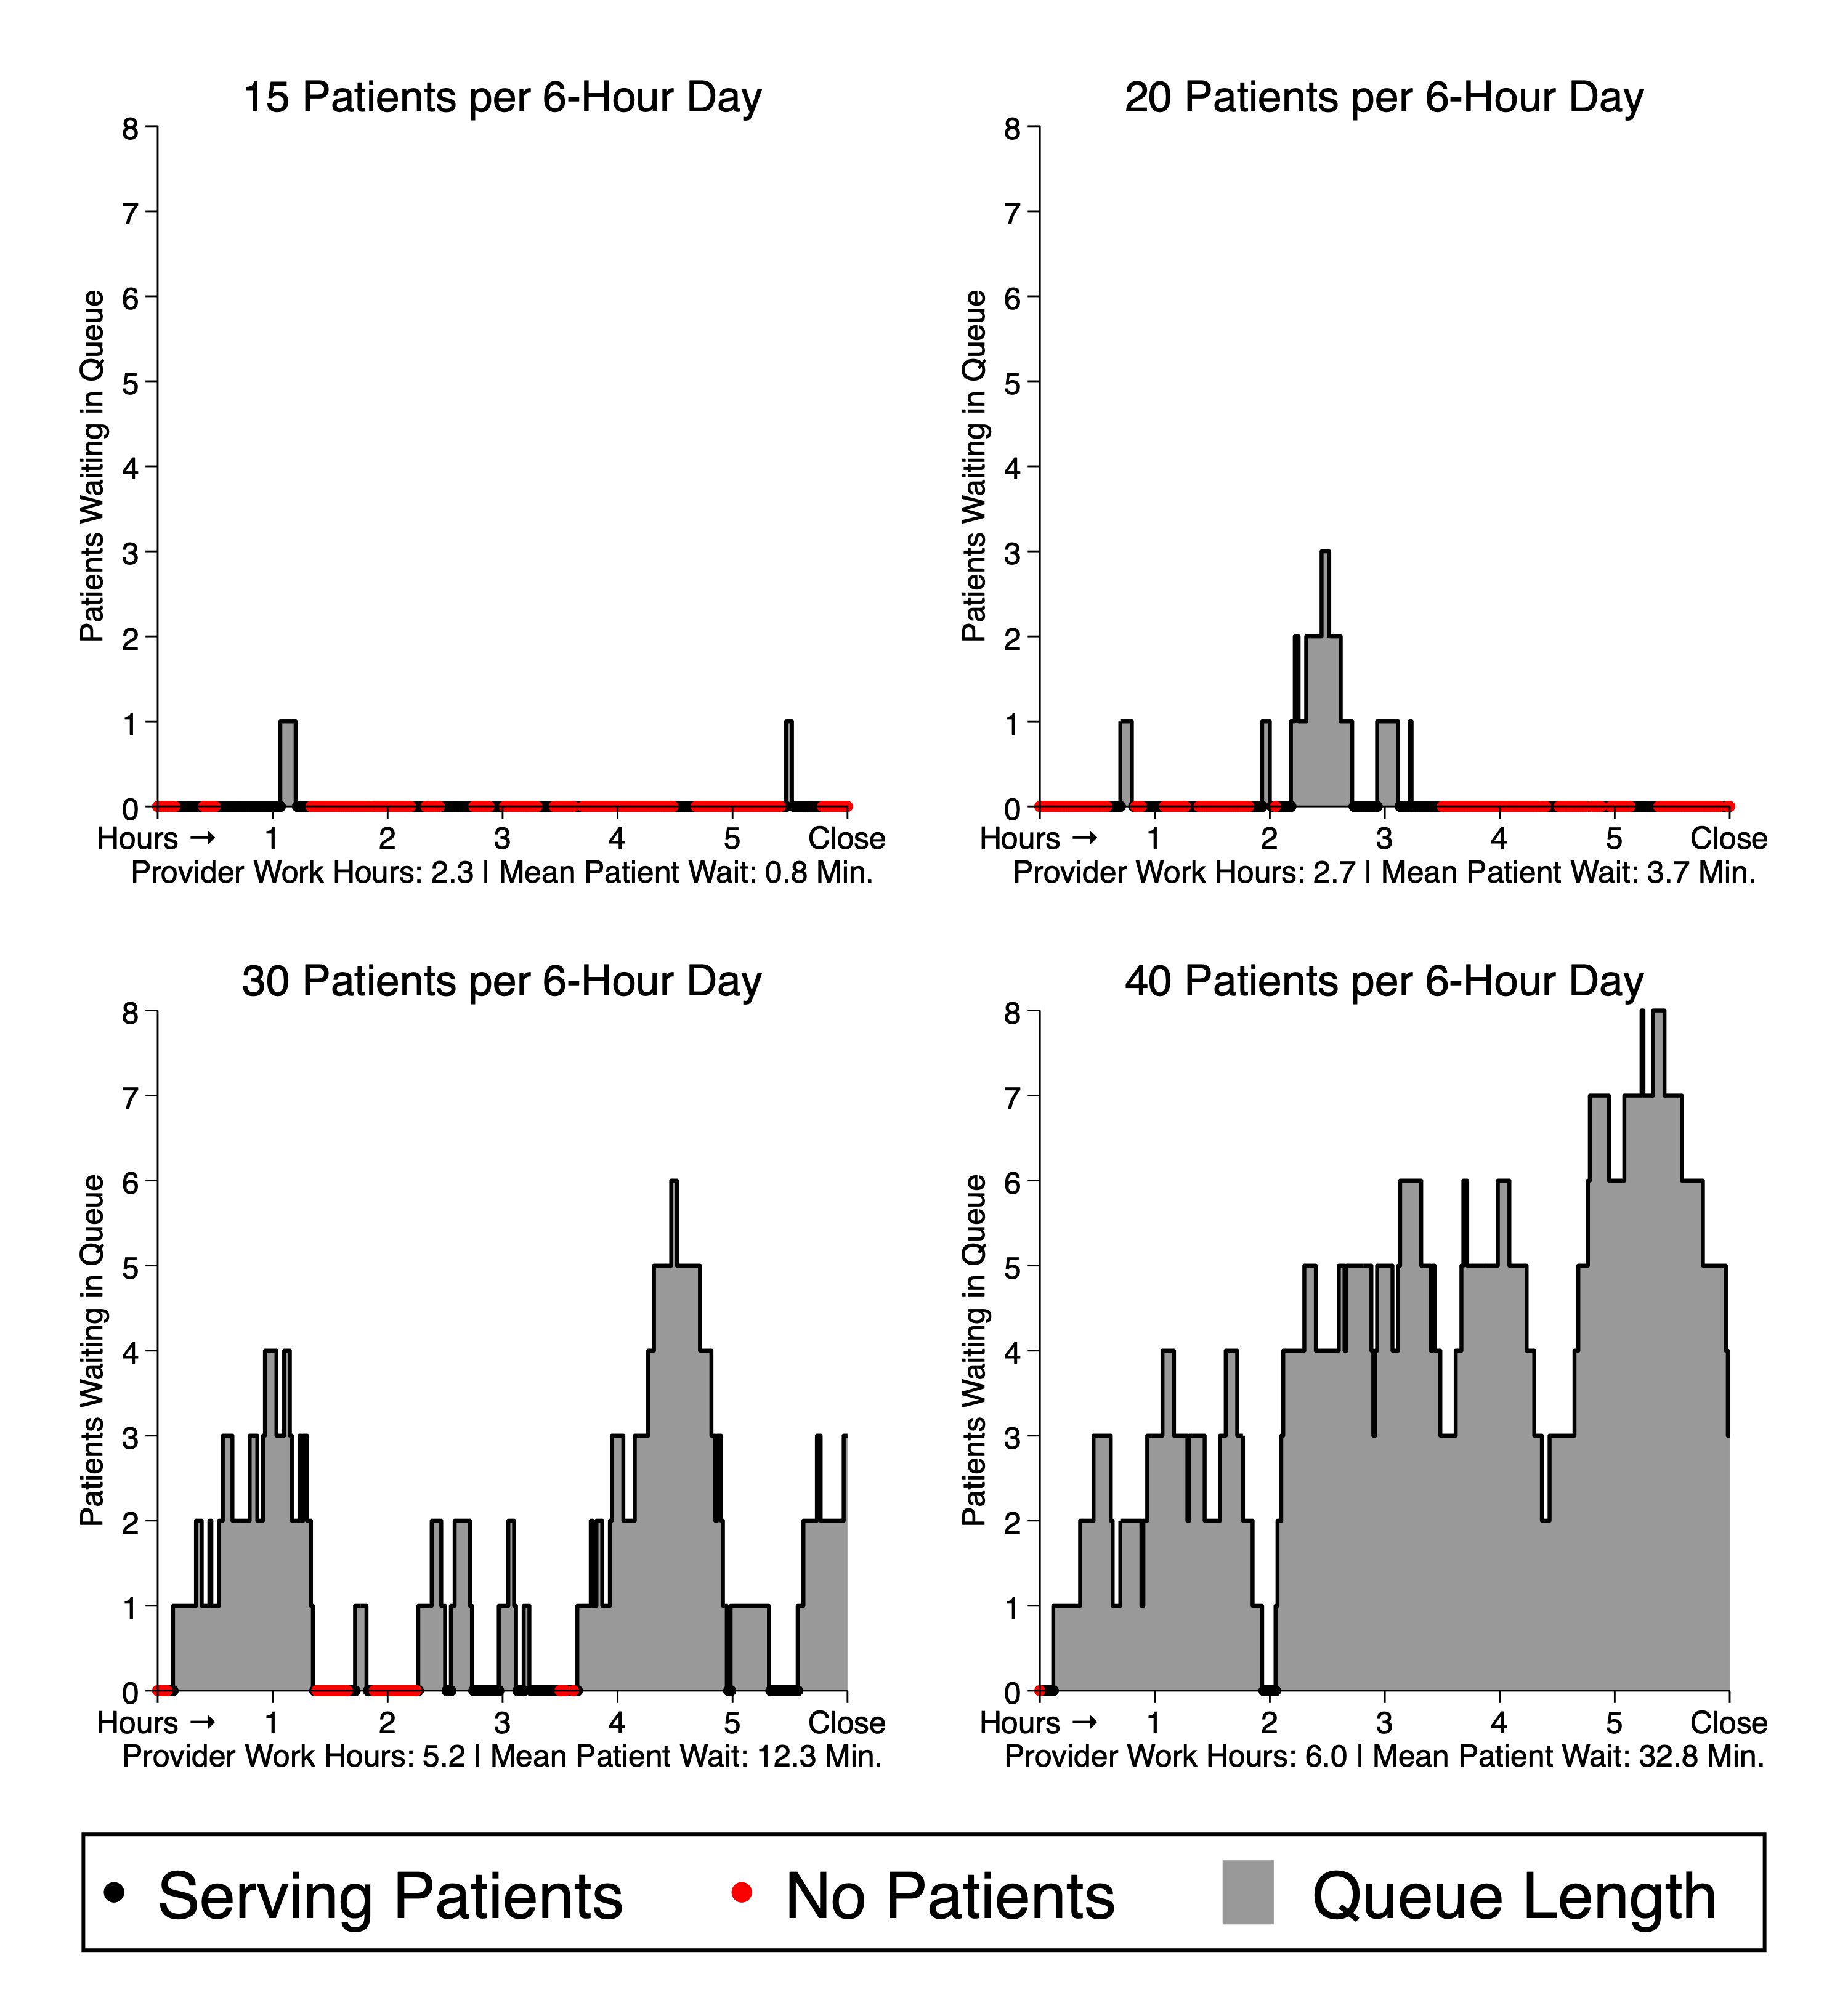 15 Patients per 6-Hour Day
8
7
6
5
4
3
2
1
0
Patients Waiting in Queue
Hours → 1 2 3 4 5 Close
Provider Work Hours: 2.3 | Mean Patient Wait: 0.8 Min.
20 Patients per 6-Hour Day
8
7
6
5
4
3
2
1
0
Patients Waiting in Queue
Hours → 1 2 3 4 5 Close
Provider Work Hours: 2.7 | Mean Patient Wait: 3.7 Min.
30 Patients per 6-Hour Day
8
7
6
5
4
3
2
1
0
Patients Waiting in Queue
Hours → 1 2 3 4 5 Close
Provider Work Hours: 5.2 | Mean Patient Wait: 12.3 Min.
40 Patients per 6-Hour Day
8
7
6
5
4
3
2
1
0
Patients Waiting in Queue
Hours → 1 2 3 4 5 Close
Provider Work Hours: 6.0 | Mean Patient Wait: 32.8 Min.
Serving Patients No Patients Queue Length